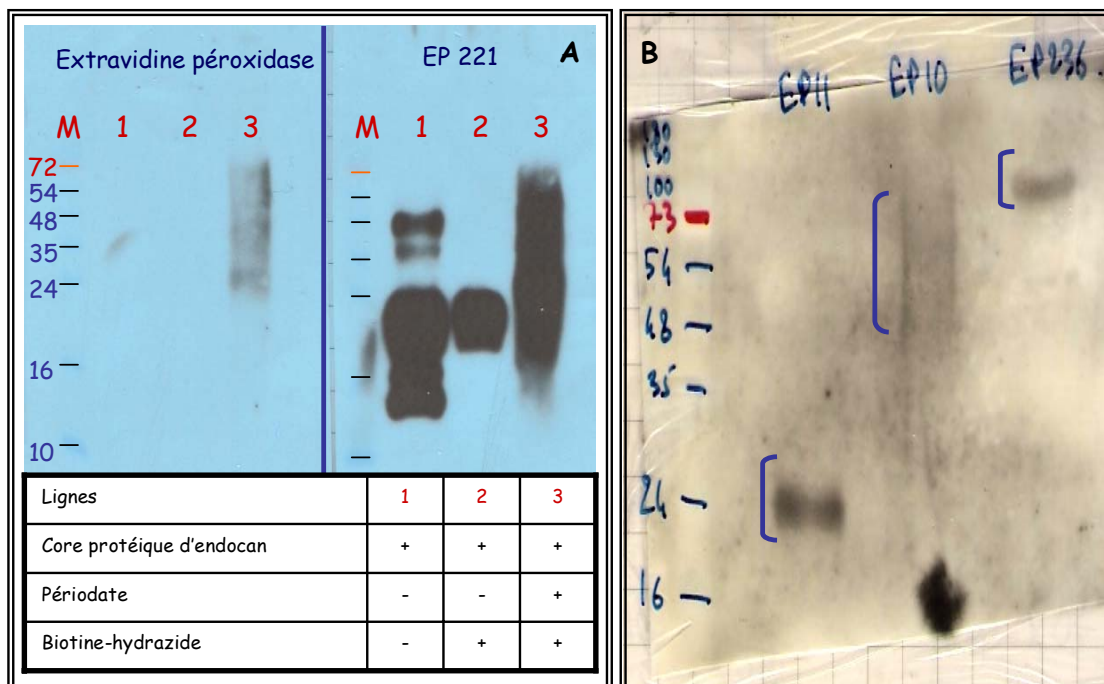 Extravidine péroxidase
EP 221
A
M 1 2 3
M 1 2 3
72
54
48
35
24
16
10
Lignes 1 2 3
Core protéique d'endocan + + +
Périodate - - +
Biotine-hydrazide - + +
B
EP11 EP10 EP236
130
100
73
54
48
35
24
16